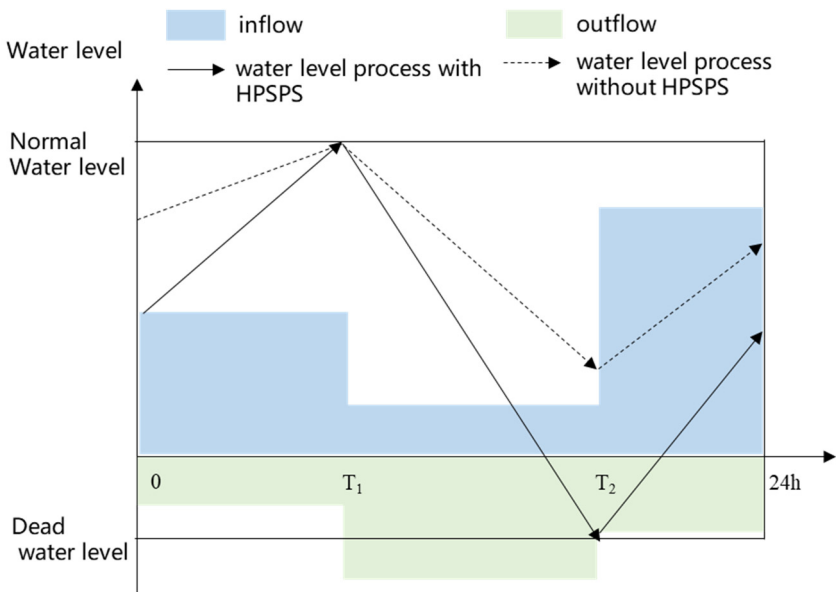 inflow
outflow
Water level
water level process with
HPSPS
water level process
without HPSPS
Normal
Water level
0
T₁
T₂
24h
Dead
water level